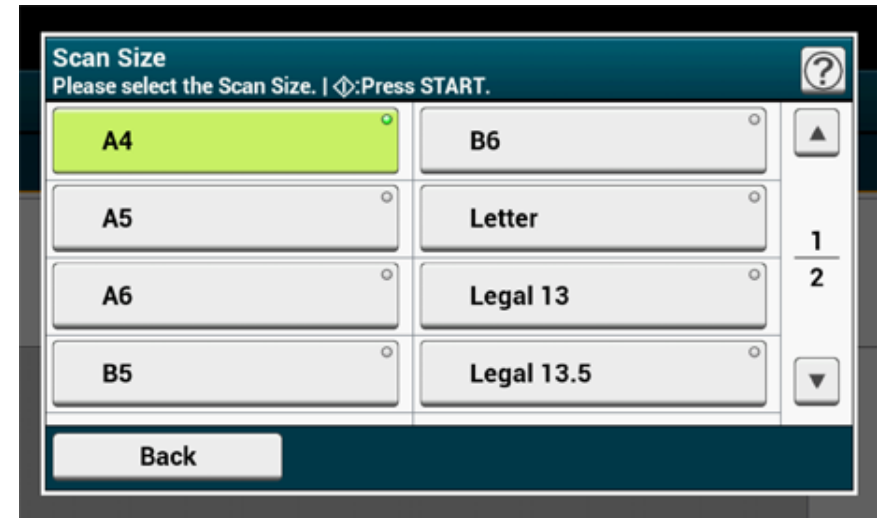 Scan Size
Please select the Scan Size. | :Press START.
?
A4
B6
A5
Letter
A6
Legal 13
B5
Legal 13.5
1
2
Back